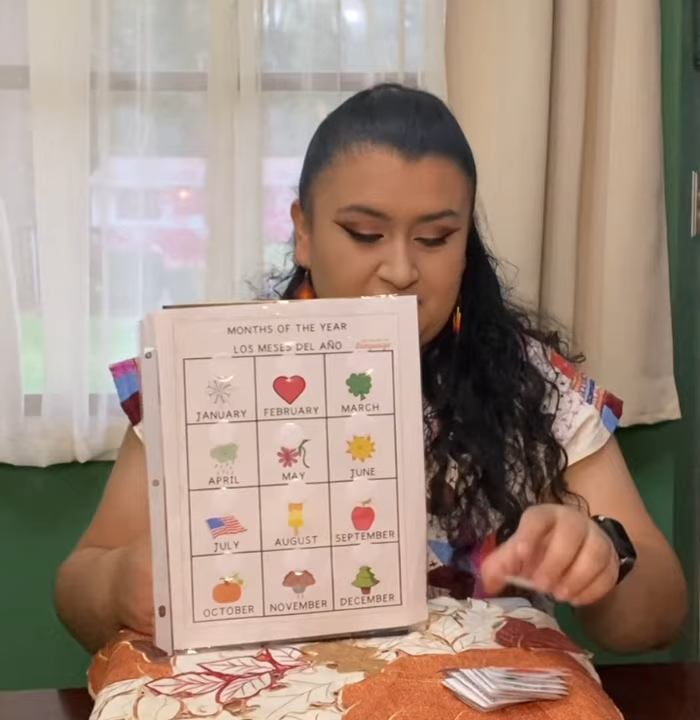 MONTHS OF THE YEAR
LOS MESES DEL AÑO
JANUARY FEBRUARY MARCH
APRIL MAY JUNE
JULY AUGUST SEPTEMBER
OCTOBER NOVEMBER DECEMBER